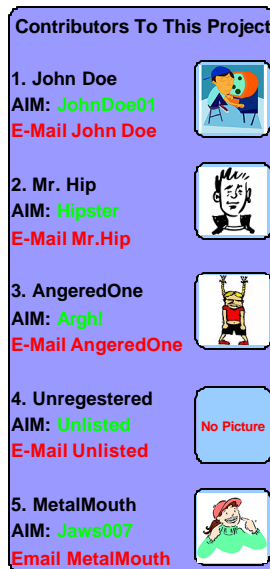 Contributors To This Project
1. John Doe
AIM: JohnDoe01
E-Mail John Doe
2. Mr. Hip
AIM: Hipster
E-Mail Mr.Hip
3. AngeredOne
AIM: Argh!
E-Mail AngeredOne
4. Unregestered
AIM: Unlisted
E-Mail Unlisted
No Picture
5. MetalMouth
AIM: Jaws007
Email MetalMouth